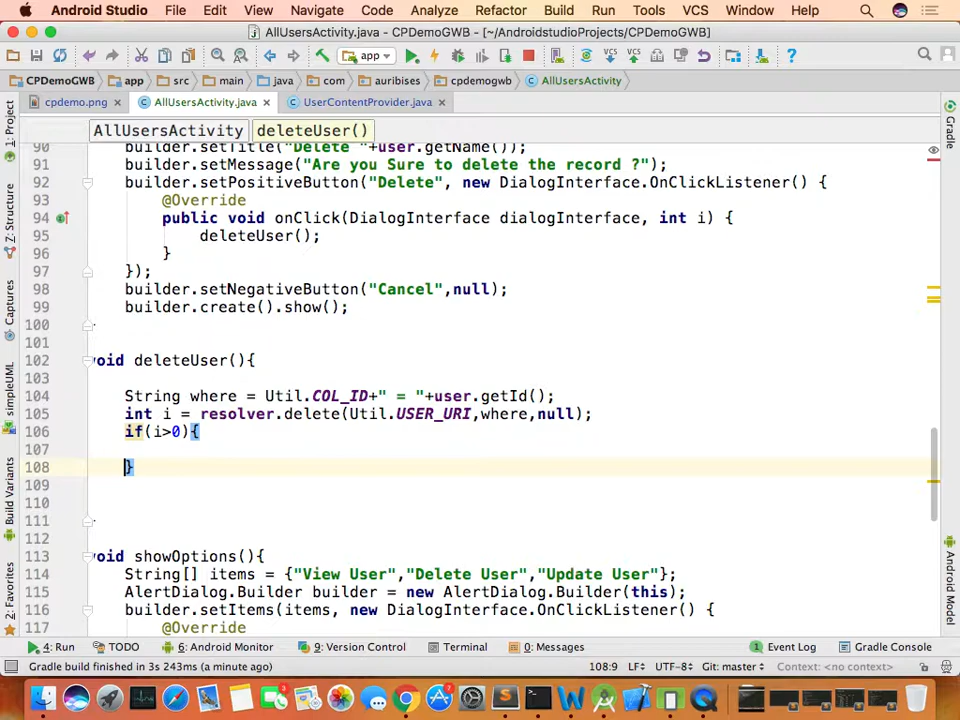 Android Studio File Edit View Navigate Code Analyze Refactor Build Run Tools VCS Window Help
AllUsersActivity.java - CPDemoGWB - [~/AndroidstudioProjects/CPDemoGWB]
app VCS VCS
CPDemoGWB app src main java com auribises cpdemogwb AllUsersActivity
cpdemo.png AllUsersActivity.java UserContentProvider.java
AllUsersActivity deleteUser()
90 builder.setTitle("Delete "+user.getName());
91 builder.setMessage("Are you Sure to delete the record ?");
92 builder.setPositiveButton("Delete", new DialogInterface.OnClickListener() {
93 @Override
94 public void onClick(DialogInterface dialogInterface, int i) {
95 deleteUser();
96 }
97 });
98 builder.setNegativeButton("Cancel",null);
99 builder.create().show();
100
101
102 void deleteUser(){
103
104 String where = Util.COL_ID+" = "+user.getId();
105 int i = resolver.delete(Util.USER_URI,where,null);
106 if(i>0){
107
108 }
109
110
111
112
113 void showOptions(){
114 String[] items = {"View User","Delete User","Update User"};
115 AlertDialog.Builder builder = new AlertDialog.Builder(this);
116 builder.setItems(items, new DialogInterface.OnClickListener() {
117 @Override
1: Project
7: Structure
Captures
simpleUML
Build Variants
2: Favorites
Gradle
Android Model
4: Run TODO 6: Android Monitor 9: Version Control Terminal 0: Messages 1 Event Log Gradle Console
Gradle build finished in 3s 243ms (a minute ago) 108:9 LF UTF-8 Git: master Context: <no context>